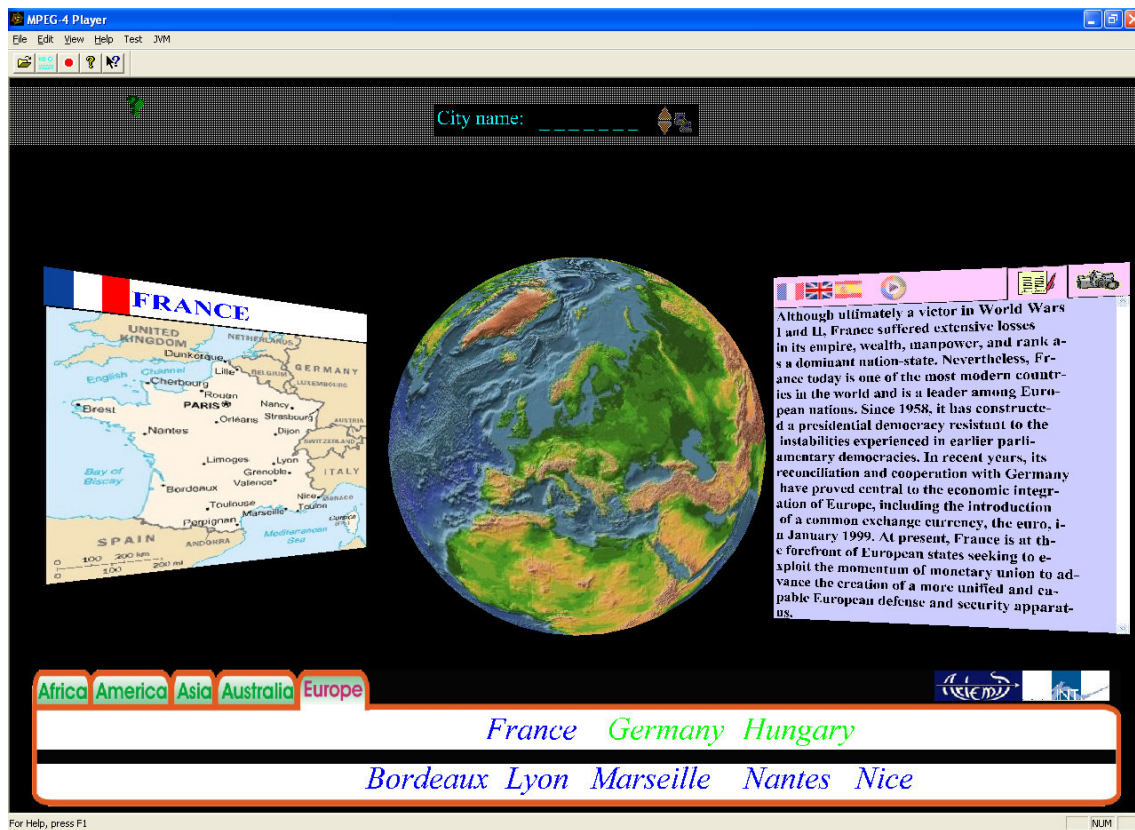 MPEG-4 Player
File Edit View Help Test JVM
City name: _ _ _ _ _ _ _
FRANCE
UNITED
KINGDOM
NETHERLANDS
Dunkerque
Lille
BELGIUM
GERMANY
English Channel
LUXEMBOURG
Cherbourg
Rouen
PARIS
Nancy
Brest
Orléans
Strasbourg
AUSTRIA
Nantes
Dijon
SWITZERLAND
Limoges
Lyon
Bay of
Biscay
Grenoble
ITALY
Bordeaux
Valence
Toulouse
Nice
MONACO
Marseille
Toulon
Perpignan
Corsica
SPAIN
ANDORRA
Mediterranean
Sea
0 100 200 km
0 100 200 mi
Although ultimately a victor in World Wars
I and II, France suffered extensive losses
in its empire, wealth, manpower, and rank a-
s a dominant nation-state. Nevertheless, Fr-
ance today is one of the most modern countr-
ies in the world and is a leader among Euro-
pean nations. Since 1958, it has constructe-
d a presidential democracy resistant to the
instabilities experienced in earlier parli-
amentary democracies. In recent years, its
reconciliation and cooperation with Germany
have proved central to the economic integr-
ation of Europe, including the introduction
of a common exchange currency, the euro, i-
n January 1999. At present, France is at th-
e forefront of European states seeking to e-
xploit the momentum of monetary union to ad-
vance the creation of a more unified and ca-
pable European defense and security apparat-
us.
Africa America Asia Australia Europe
INT
France Germany Hungary
Bordeaux Lyon Marseille Nantes Nice
For Help, press F1
NUM